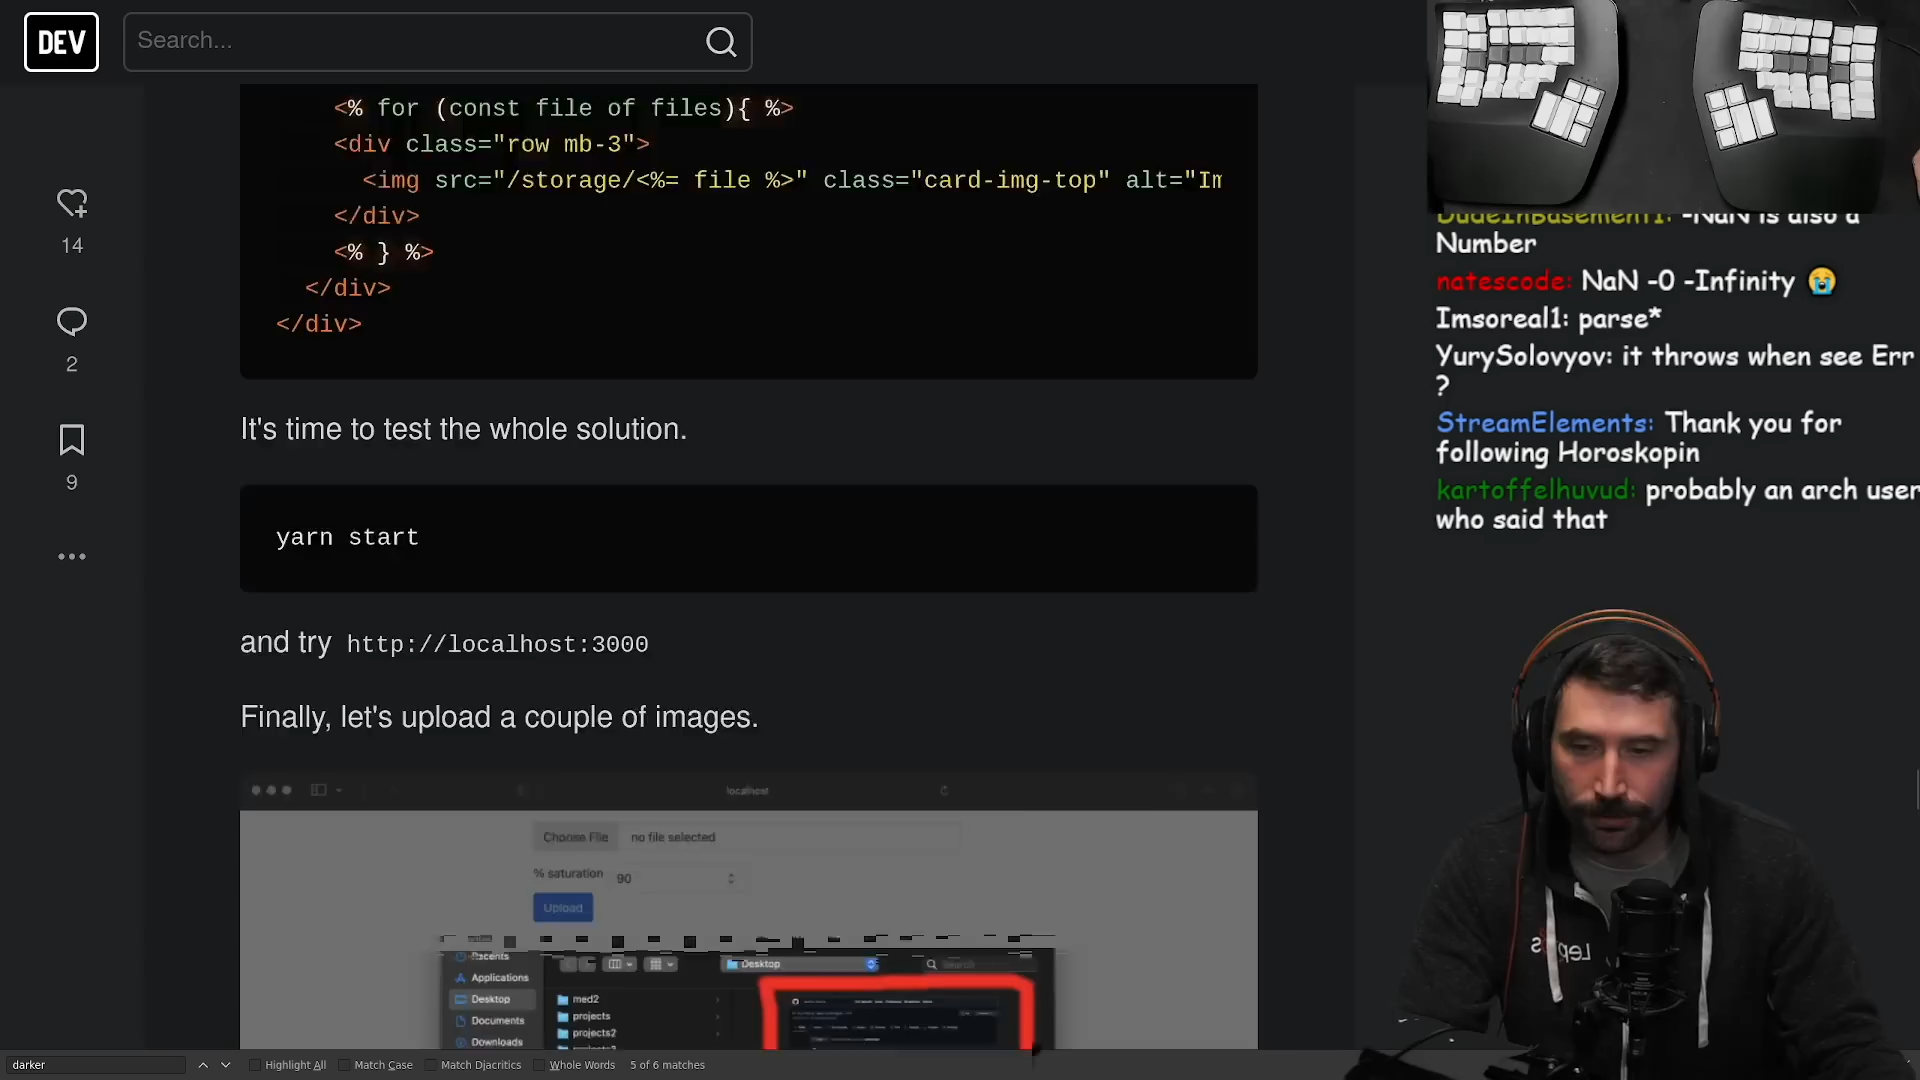 DEV
Search...
<% for (const file of files){ %>
<div class="row mb-3">
<img src="/storage/<%= file %>" class="card-img-top" alt="Im
</div>
<% } %>
</div>
</div>
14
2
9
It's time to test the whole solution.
yarn start
and try http://localhost:3000
Finally, let's upload a couple of images.
localhost
Choose File no file selected
% saturation 90
Upload
Recents
Applications
Desktop
Documents
Downloads
Desktop
Search
med2
projects
projects2
DudeInBasement1: -NaN is also a
Number
natescode: NaN -0 -Infinity 😭
Imsoreal1: parse*
YurySolovyov: it throws when see Err
?
StreamElements: Thank you for
following Horoskopin
kartoffelhuvud: probably an arch user
who said that
darker
Highlight All
Match Case
Match Diacritics
Whole Words
5 of 6 matches